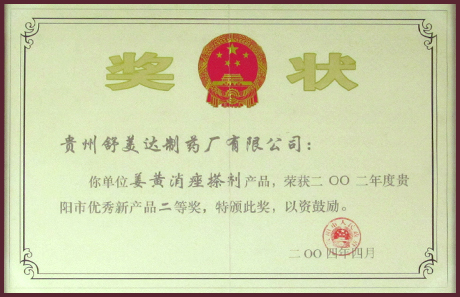 奖 状
贵州舒美达制药厂有限公司：
你单位姜黄消痤搽剂产品，荣获二OO二年度贵
阳市优秀新产品二等奖，特颁此奖，以资鼓励。
二OO四年四月